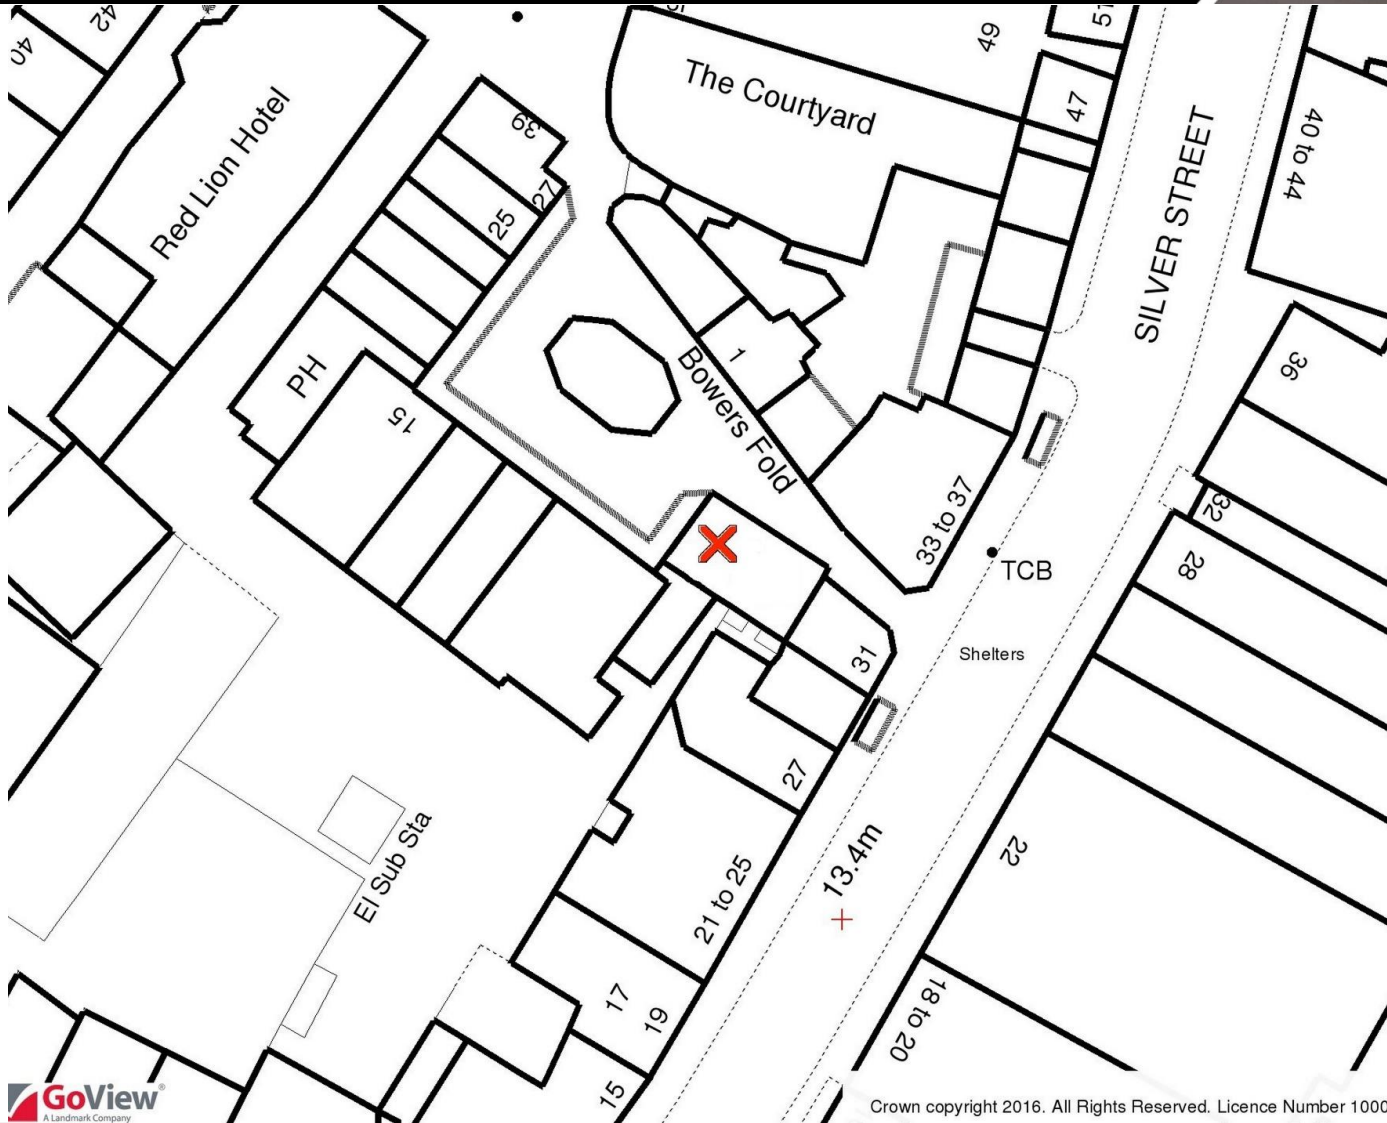 42
40
Red Lion Hotel
The Courtyard
49
51
47
SILVER STREET
40 to 44
39
27
25
PH
15
1
Bowers Fold
36
32
28
33 to 37
TCB
Shelters
31
27
22
13.4m
El Sub Sta
21 to 25
17
19
18 to 20
15
GoView®
A Landmark Company
Crown copyright 2016. All Rights Reserved. Licence Number 1000